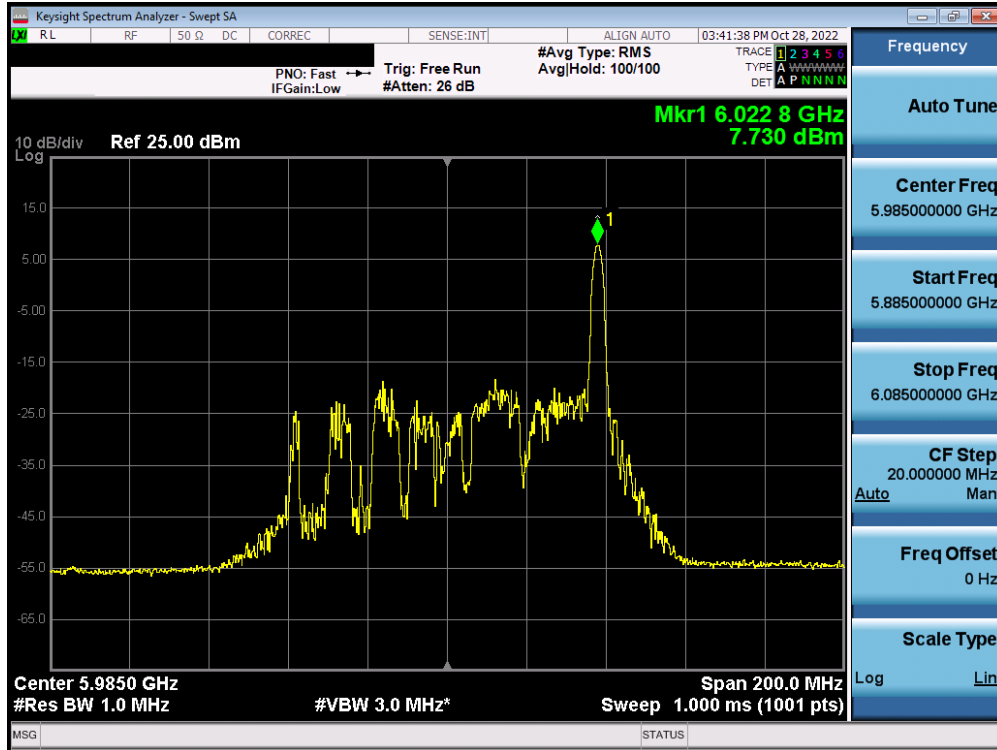 Keysight Spectrum Analyzer - Swept SA
LXI RL RF 50 Ω DC CORREC SENSE:INT ALIGN AUTO 03:41:38 PM Oct 28, 2022
PNO: Fast
IFGain:Low
Trig: Free Run
#Atten: 26 dB
#Avg Type: RMS
Avg|Hold: 100/100
TRACE 1 2 3 4 5 6
TYPE A WWWWW
DET A P N N N N
Mkr1 6.022 8 GHz
7.730 dBm
10 dB/div Ref 25.00 dBm
Log
1
15.0
5.00
-5.00
-15.0
-25.0
-35.0
-45.0
-55.0
-65.0
Center 5.9850 GHz Span 200.0 MHz
#Res BW 1.0 MHz #VBW 3.0 MHz* Sweep 1.000 ms (1001 pts)
MSG STATUS
Frequency
Auto Tune
Center Freq
5.985000000 GHz
Start Freq
5.885000000 GHz
Stop Freq
6.085000000 GHz
CF Step
20.000000 MHz
Auto Man
Freq Offset
0 Hz
Scale Type
Log Lin